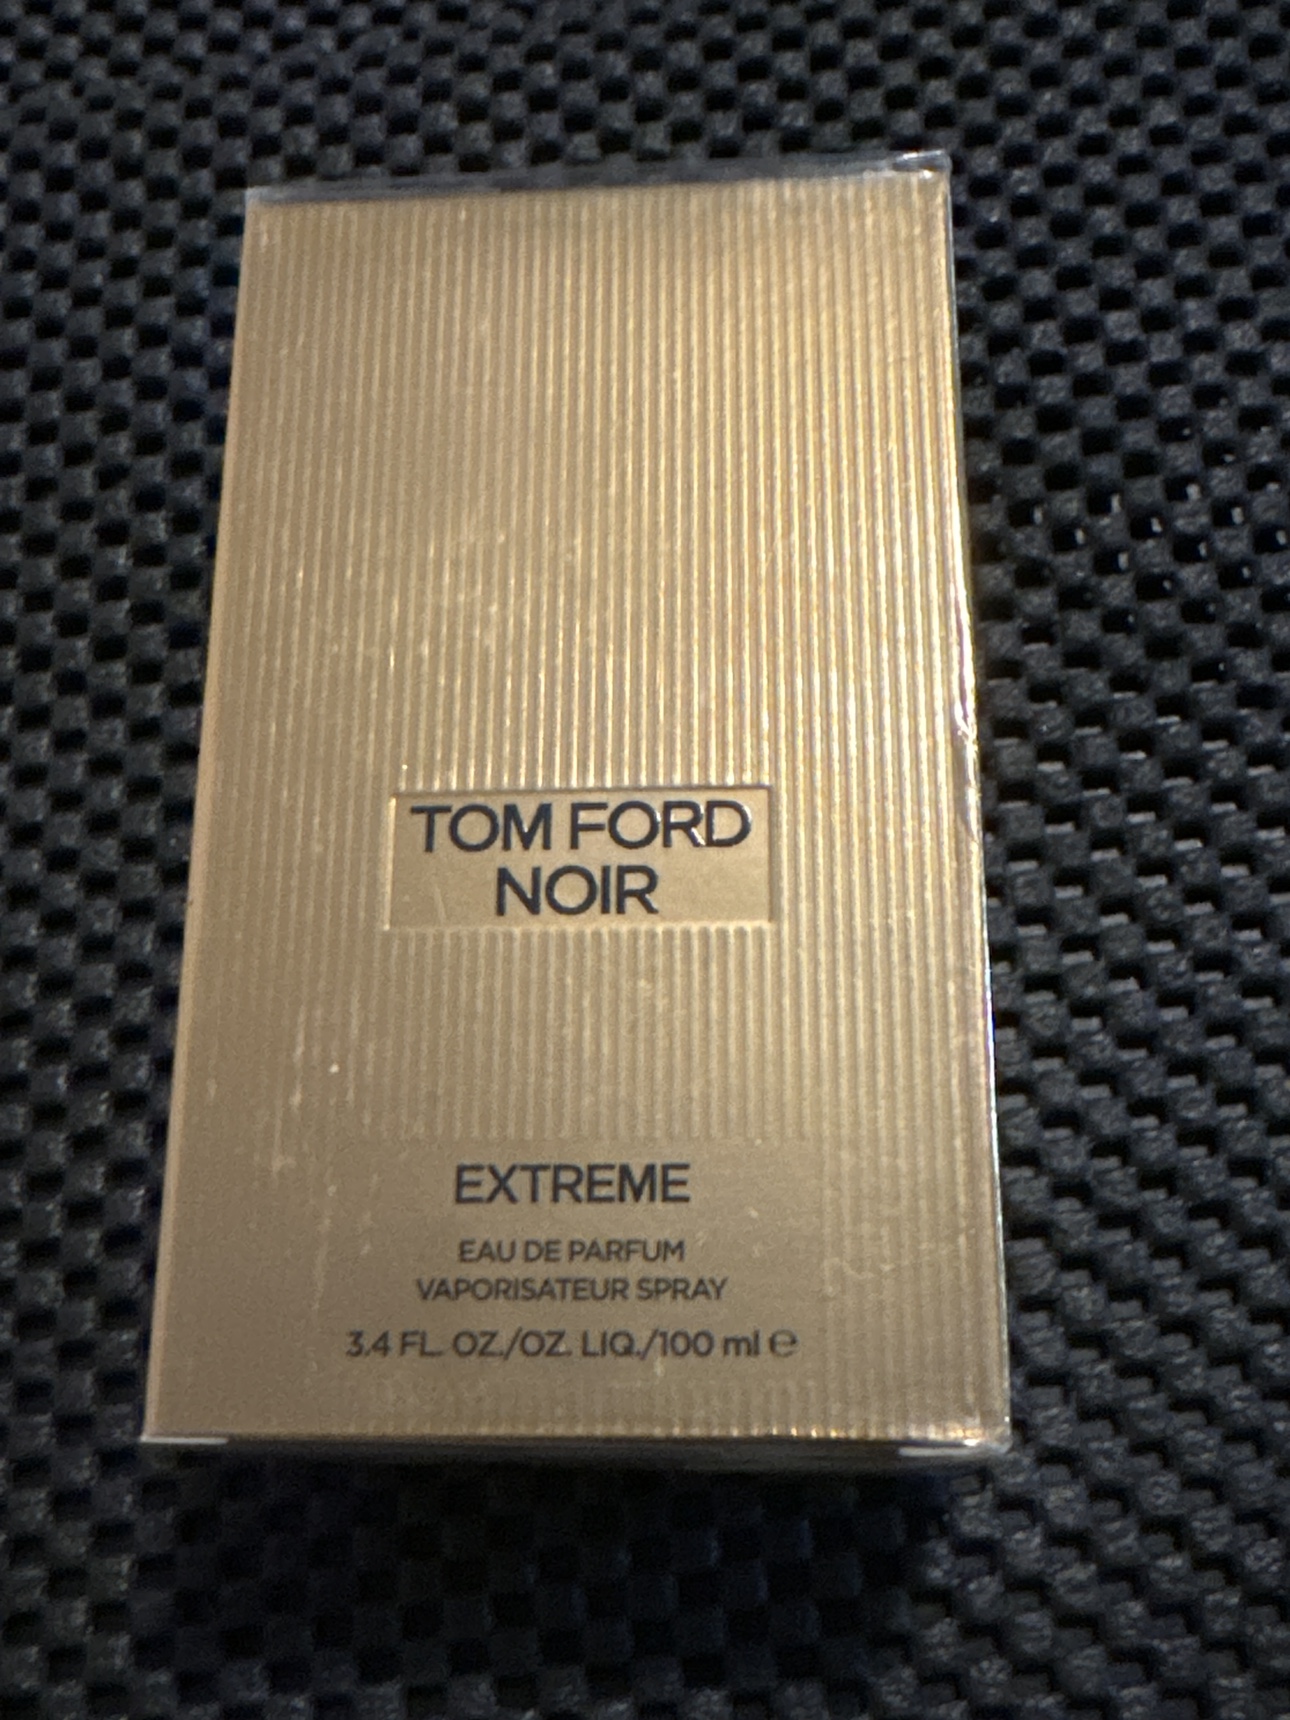 TOM FORD
NOIR
EXTREME
EAU DE PARFUM
VAPORISATEUR SPRAY
3.4 FL. OZ./OZ. LIQ./100 ml ℮